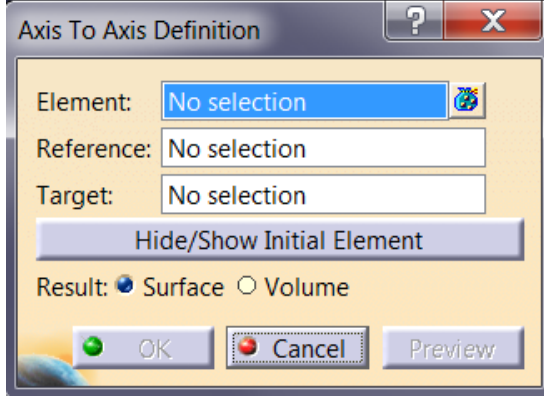 Axis To Axis Definition
Element: No selection
Reference: No selection
Target: No selection
Hide/Show Initial Element
Result: Surface Volume
OK Cancel Preview